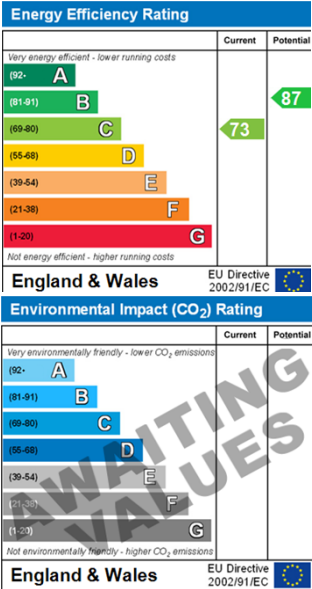 Energy Efficiency Rating
Current Potential
Very energy efficient - lower running costs
(92- A
(81-91) B
(69-80) C
(55-68) D
(39-54) E
(21-38) F
(1-20) G
87
73
Not energy efficient - higher running costs
England & Wales
EU Directive
2002/91/EC
Environmental Impact (CO₂) Rating
Current Potential
Very environmentally friendly - lower CO₂ emissions
(92- A
(81-91) B
(69-80) C
(55-68) D
(39-54) E
(21-38) F
(1-20) G
AWAITING
VALUES
Not environmentally friendly - higher CO₂ emissions
England & Wales
EU Directive
2002/91/EC